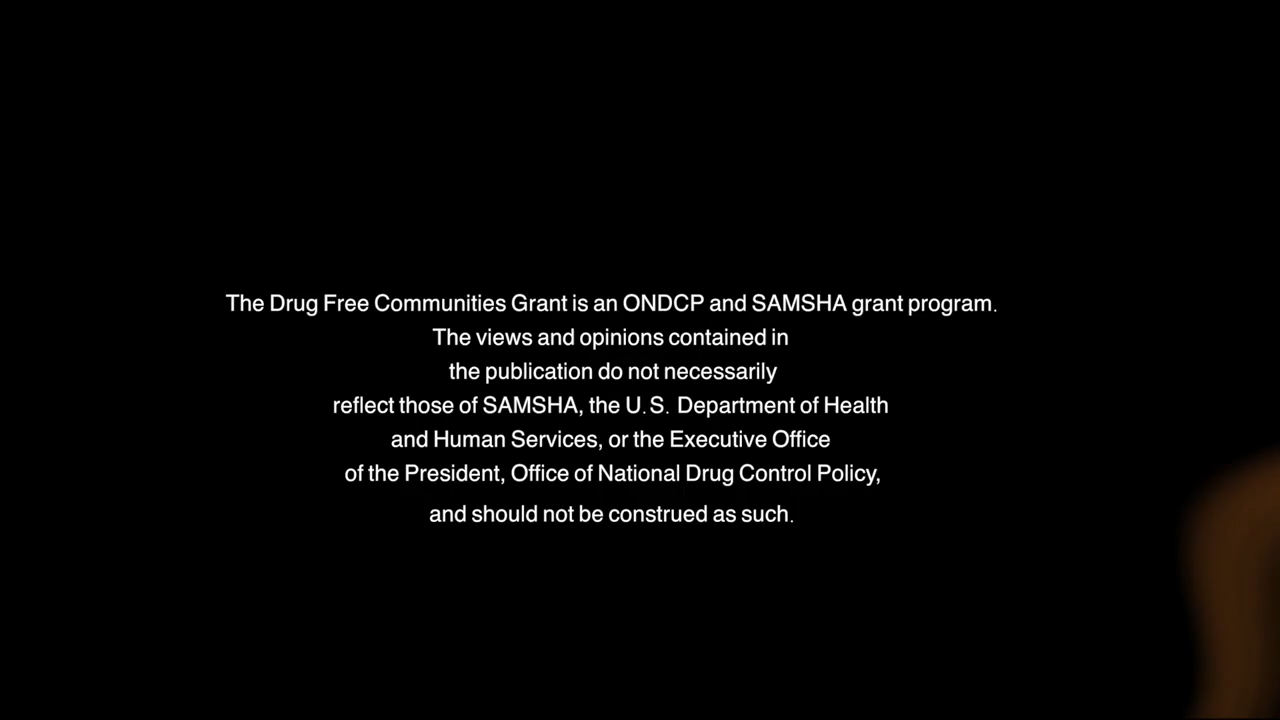 The Drug Free Communities Grant is an ONDCP and SAMSHA grant program.
The views and opinions contained in
the publication do not necessarily
reflect those of SAMSHA, the U.S. Department of Health
and Human Services, or the Executive Office
of the President, Office of National Drug Control Policy,
and should not be construed as such.